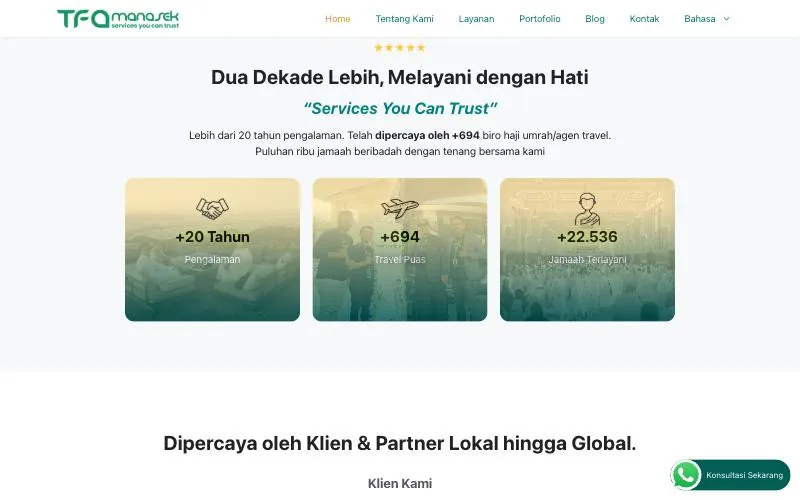 TFA manasek
services you can trust
Home
Tentang Kami
Layanan
Portofolio
Blog
Kontak
Bahasa
Dua Dekade Lebih, Melayani dengan Hati
“Services You Can Trust”
Lebih dari 20 tahun pengalaman. Telah dipercaya oleh +694 biro haji umrah/agen travel.
Puluhan ribu jamaah beribadah dengan tenang bersama kami
+20 Tahun
Pengalaman
+694
Travel Puas
+22.536
Jamaah Terlayani
Dipercaya oleh Klien & Partner Lokal hingga Global.
Klien Kami
Konsultasi Sekarang